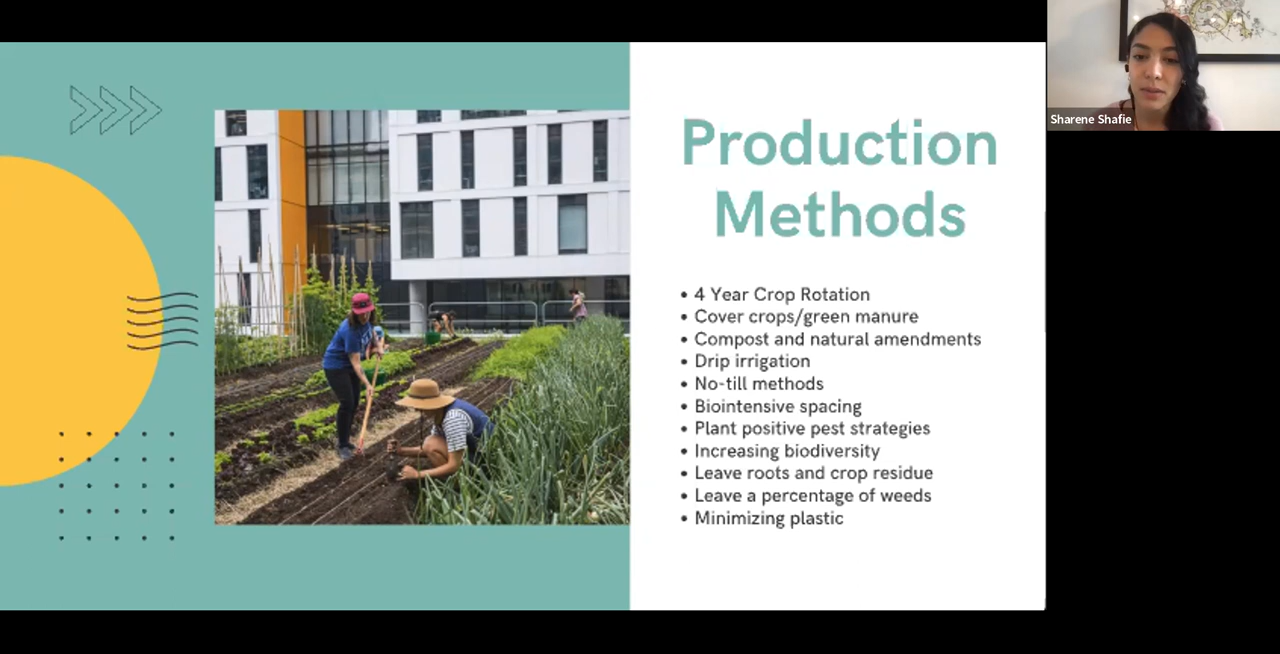 Sharene Shafie
Production
Methods
• 4 Year Crop Rotation
• Cover crops/green manure
• Compost and natural amendments
• Drip irrigation
• No-till methods
• Biointensive spacing
• Plant positive pest strategies
• Increasing biodiversity
• Leave roots and crop residue
• Leave a percentage of weeds
• Minimizing plastic